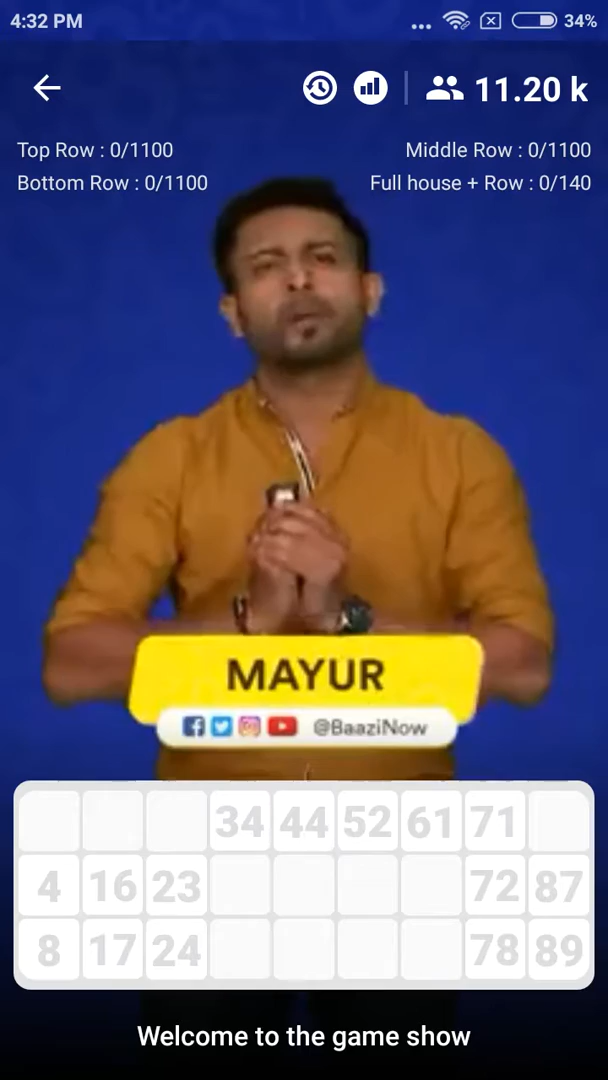 4:32 PM ... 34%
11.20 k
Top Row : 0/1100 Middle Row : 0/1100
Bottom Row : 0/1100 Full house + Row : 0/140
MAYUR
@BaaziNow
34 44 52 61 71
4 16 23 72 87
8 17 24 78 89
Welcome to the game show